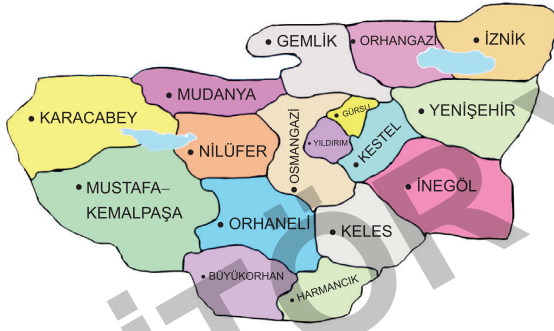 GEMLİK
ORHANGAZİ
İZNİK
MUDANYA
KARACABEY
GÜRSU
YENİŞEHİR
NİLÜFER
OSMANGAZİ
YILDIRIM
KESTEL
MUSTAFA–
KEMALPAŞA
İNEGÖL
ORHANELİ
KELES
BÜYÜKORHAN
HARMANCIK
İTÖR